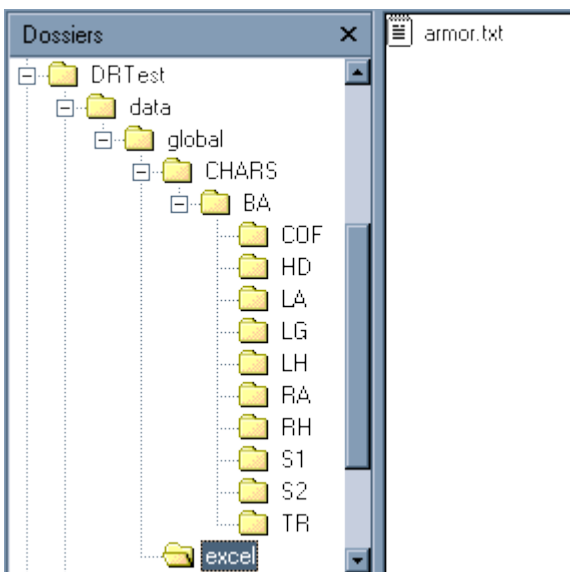 Dossiers
armor.txt
DRTest
data
global
CHARS
BA
COF
HD
LA
LG
LH
RA
RH
S1
S2
TR
excel